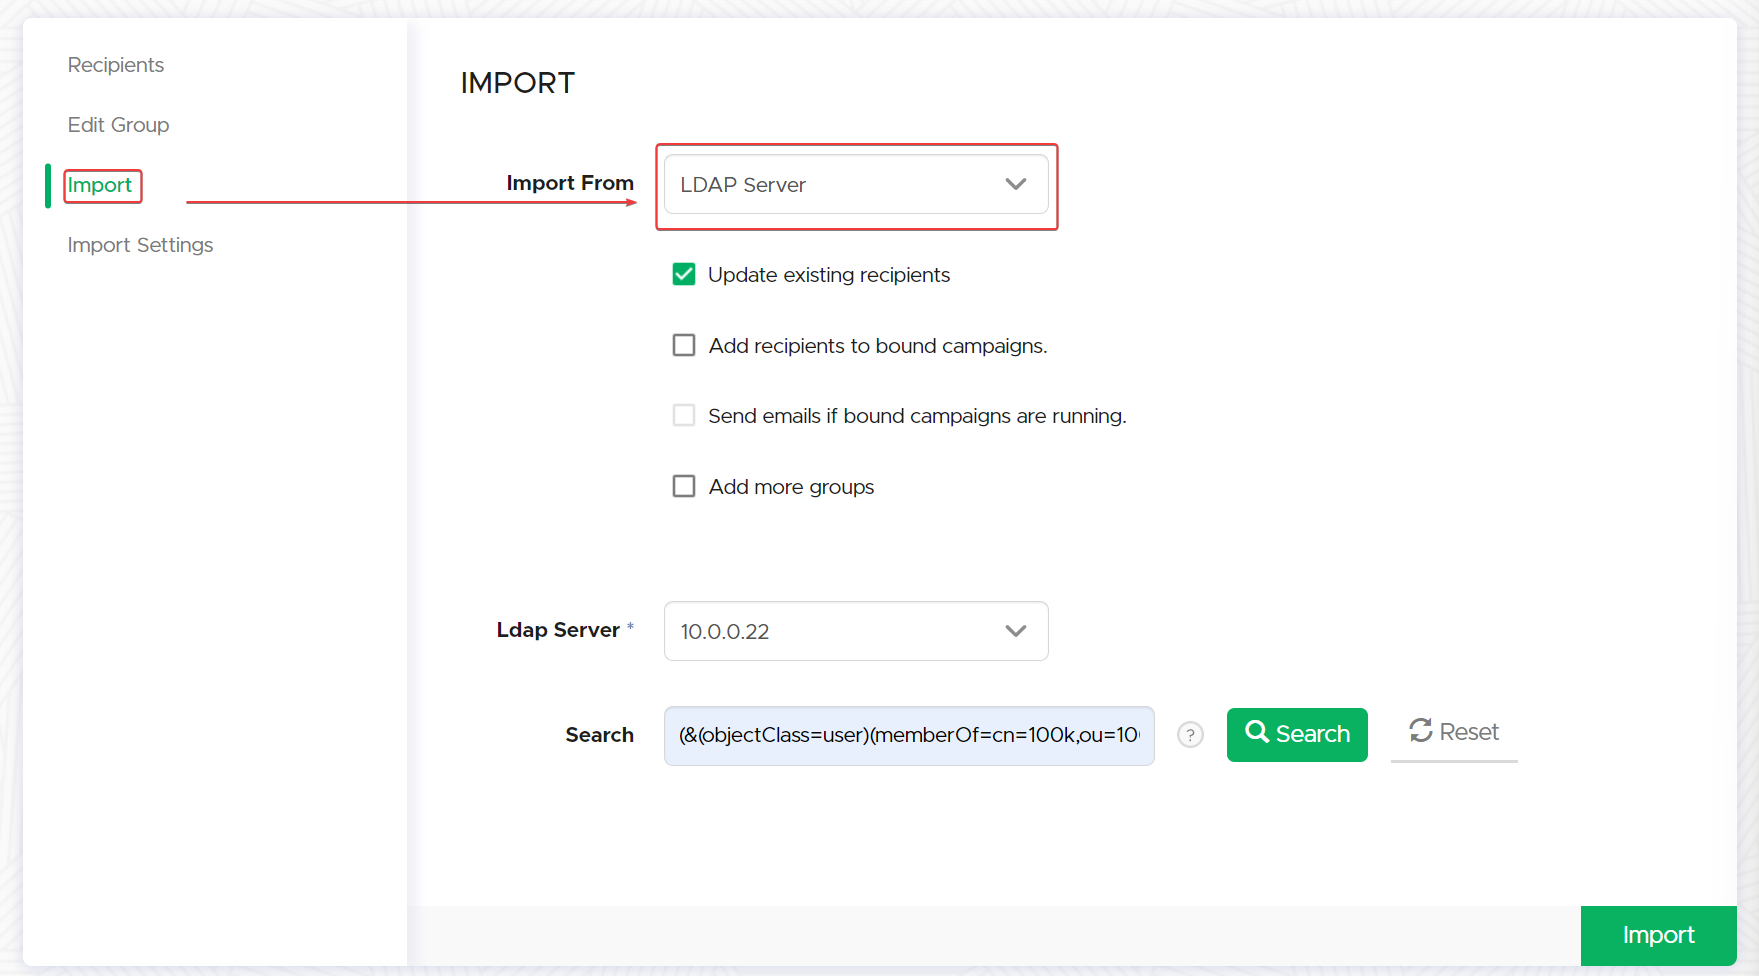 Recipients
Edit Group
Import
Import Settings
IMPORT
Import From
LDAP Server
Update existing recipients
Add recipients to bound campaigns.
Send emails if bound campaigns are running.
Add more groups
Ldap Server *
10.0.0.22
Search
(&(objectClass=user)(memberOf=cn=100k,ou=10
?
Search
Reset
Import